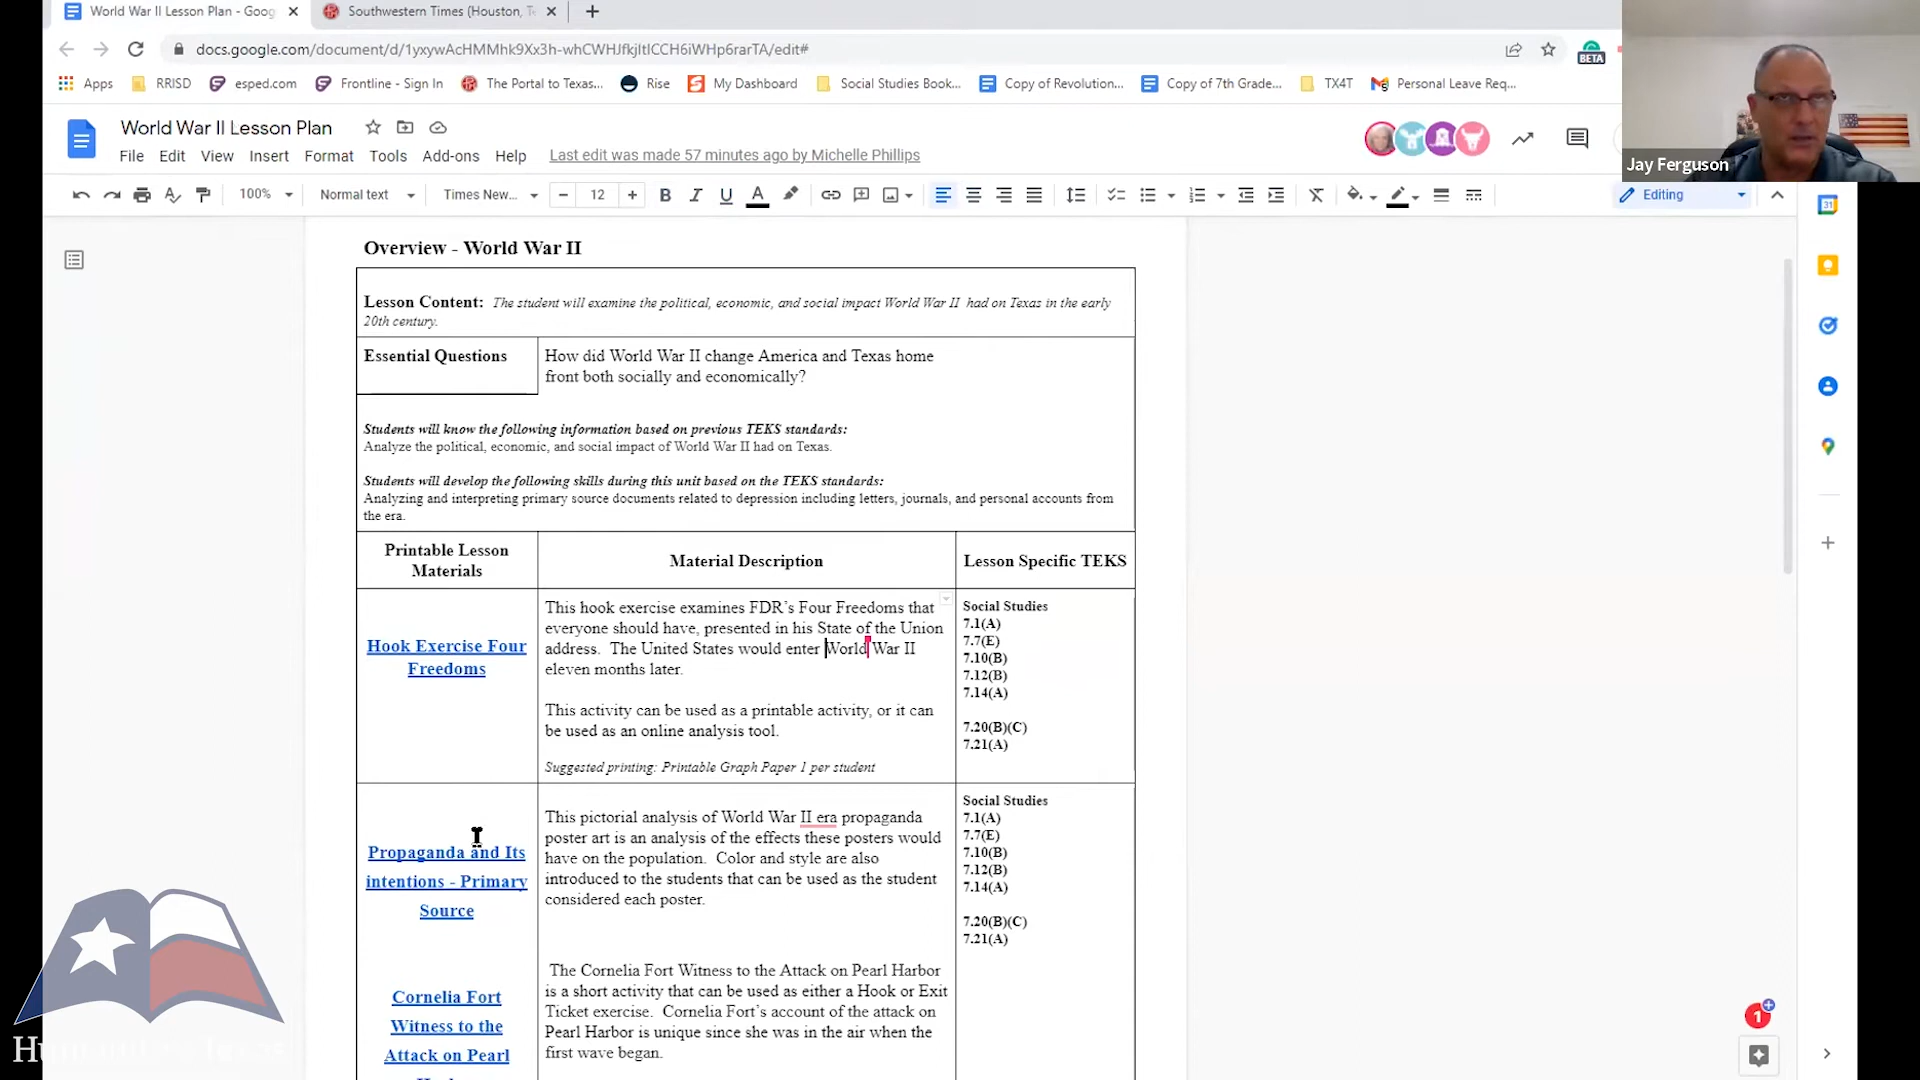 World War II Lesson Plan - Goog
Southwestern Times (Houston, T
docs.google.com/document/d/1yxywAcHMMhk9Xx3h-whCWHJfkjltICCH6iWHp6rarTA/edit#
BETA
Apps
RRISD
esped.com
Frontline - Sign In
The Portal to Texas...
Rise
My Dashboard
Social Studies Book...
Copy of Revolution...
Copy of 7th Grade...
TX4T
Personal Leave Req...
World War II Lesson Plan
File Edit View Insert Format Tools Add-ons Help
Last edit was made 57 minutes ago by Michelle Phillips
Jay Ferguson
100%
Normal text
Times New...
12
Editing
31
Overview - World War II
Lesson Content: The student will examine the political, economic, and social impact World War II had on Texas in the early
20th century.
Essential Questions
How did World War II change America and Texas home
front both socially and economically?
Students will know the following information based on previous TEKS standards:
Analyze the political, economic, and social impact of World War II had on Texas.
Students will develop the following skills during this unit based on the TEKS standards:
Analyzing and interpreting primary source documents related to depression including letters, journals, and personal accounts from
the era.
Printable Lesson
Materials
Material Description
Lesson Specific TEKS
Hook Exercise Four
Freedoms
This hook exercise examines FDR's Four Freedoms that
everyone should have, presented in his State of the Union
address. The United States would enter World War II
eleven months later.
This activity can be used as a printable activity, or it can
be used as an online analysis tool.
Suggested printing: Printable Graph Paper 1 per student
Social Studies
7.1(A)
7.7(E)
7.10(B)
7.12(B)
7.14(A)
7.20(B)(C)
7.21(A)
Propaganda and Its
intentions - Primary
Source
This pictorial analysis of World War II era propaganda
poster art is an analysis of the effects these posters would
have on the population. Color and style are also
introduced to the students that can be used as the student
considered each poster.
Social Studies
7.1(A)
7.7(E)
7.10(B)
7.12(B)
7.14(A)
7.20(B)(C)
7.21(A)
Cornelia Fort
Witness to the
Attack on Pearl
The Cornelia Fort Witness to the Attack on Pearl Harbor
is a short activity that can be used as either a Hook or Exit
Ticket exercise. Cornelia Fort's account of the attack on
Pearl Harbor is unique since she was in the air when the
first wave began.
1